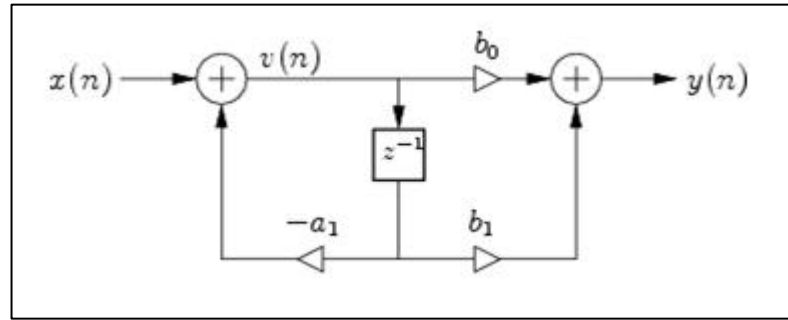 b₀
x(n) + v(n) + y(n)
z⁻¹
−a₁ b₁